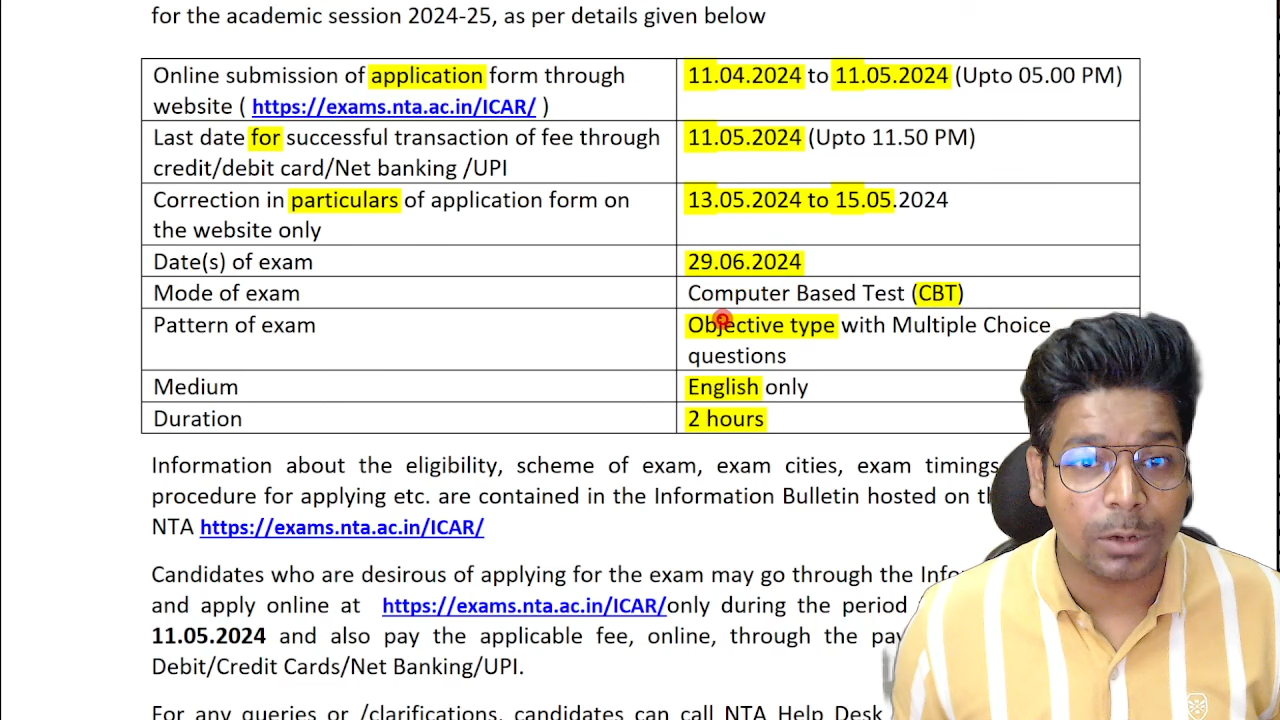 for the academic session 2024-25, as per details given below
Online submission of application form through
website ( https://exams.nta.ac.in/ICAR/ )
11.04.2024 to 11.05.2024 (Upto 05.00 PM)
Last date for successful transaction of fee through
credit/debit card/Net banking /UPI
11.05.2024 (Upto 11.50 PM)
Correction in particulars of application form on
the website only
13.05.2024 to 15.05.2024
Date(s) of exam
29.06.2024
Mode of exam
Computer Based Test (CBT)
Pattern of exam
Objective type with Multiple Choice
questions
Medium
English only
Duration
2 hours
Information about the eligibility, scheme of exam, exam cities, exam timings
procedure for applying etc. are contained in the Information Bulletin hosted on
NTA https://exams.nta.ac.in/ICAR/
Candidates who are desirous of applying for the exam may go through the
and apply online at https://exams.nta.ac.in/ICAR/only during the period
11.05.2024 and also pay the applicable fee, online, through the
Debit/Credit Cards/Net Banking/UPI.
For any queries or /clarifications, candidates can call NTA Help Desk